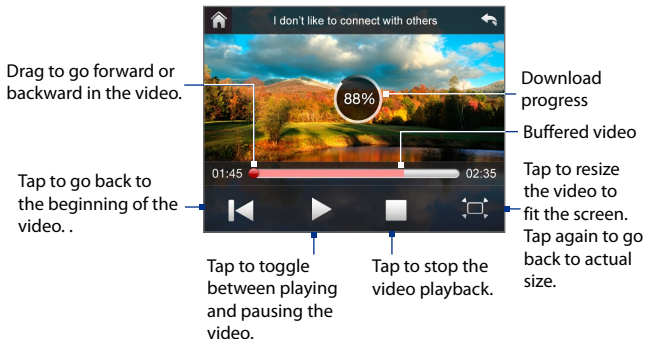 I don't like to connect with others
Drag to go forward or
backward in the video.
88%
Download
progress
Buffered video
01:45
02:35
Tap to go back to
the beginning of the
video. .
Tap to resize
the video to
fit the screen.
Tap again to go
back to actual
size.
Tap to toggle
between playing
and pausing the
video.
Tap to stop the
video playback.